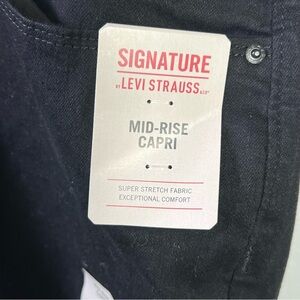 SIGNATURE
BY LEVI STRAUSS & CO.
MID-RISE
CAPRI
SUPER STRETCH FABRIC
EXCEPTIONAL COMFORT